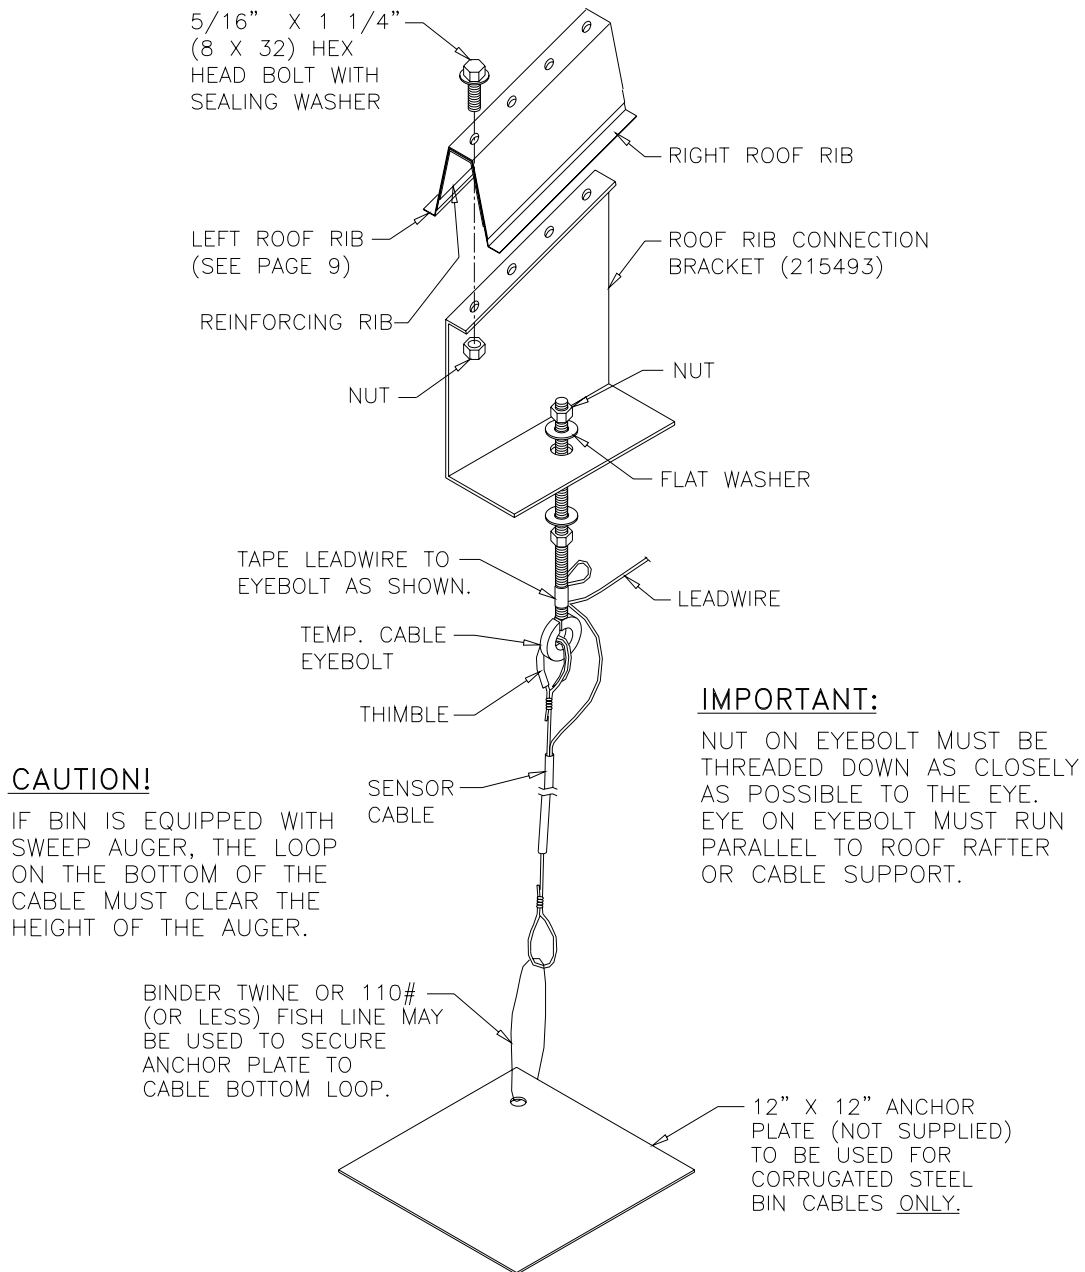 5/16” X 1 1/4”
(8 X 32) HEX
HEAD BOLT WITH
SEALING WASHER
RIGHT ROOF RIB
LEFT ROOF RIB
(SEE PAGE 9)
ROOF RIB CONNECTION
BRACKET (215493)
REINFORCING RIB
NUT
NUT
FLAT WASHER
TAPE LEADWIRE TO
EYEBOLT AS SHOWN.
LEADWIRE
TEMP. CABLE
EYEBOLT
THIMBLE
IMPORTANT:
NUT ON EYEBOLT MUST BE
THREADED DOWN AS CLOSELY
AS POSSIBLE TO THE EYE.
EYE ON EYEBOLT MUST RUN
PARALLEL TO ROOF RAFTER
OR CABLE SUPPORT.
SENSOR
CABLE
CAUTION!
IF BIN IS EQUIPPED WITH
SWEEP AUGER, THE LOOP
ON THE BOTTOM OF THE
CABLE MUST CLEAR THE
HEIGHT OF THE AUGER.
BINDER TWINE OR 110#
(OR LESS) FISH LINE MAY
BE USED TO SECURE
ANCHOR PLATE TO
CABLE BOTTOM LOOP.
12” X 12” ANCHOR
PLATE (NOT SUPPLIED)
TO BE USED FOR
CORRUGATED STEEL
BIN CABLES ONLY.